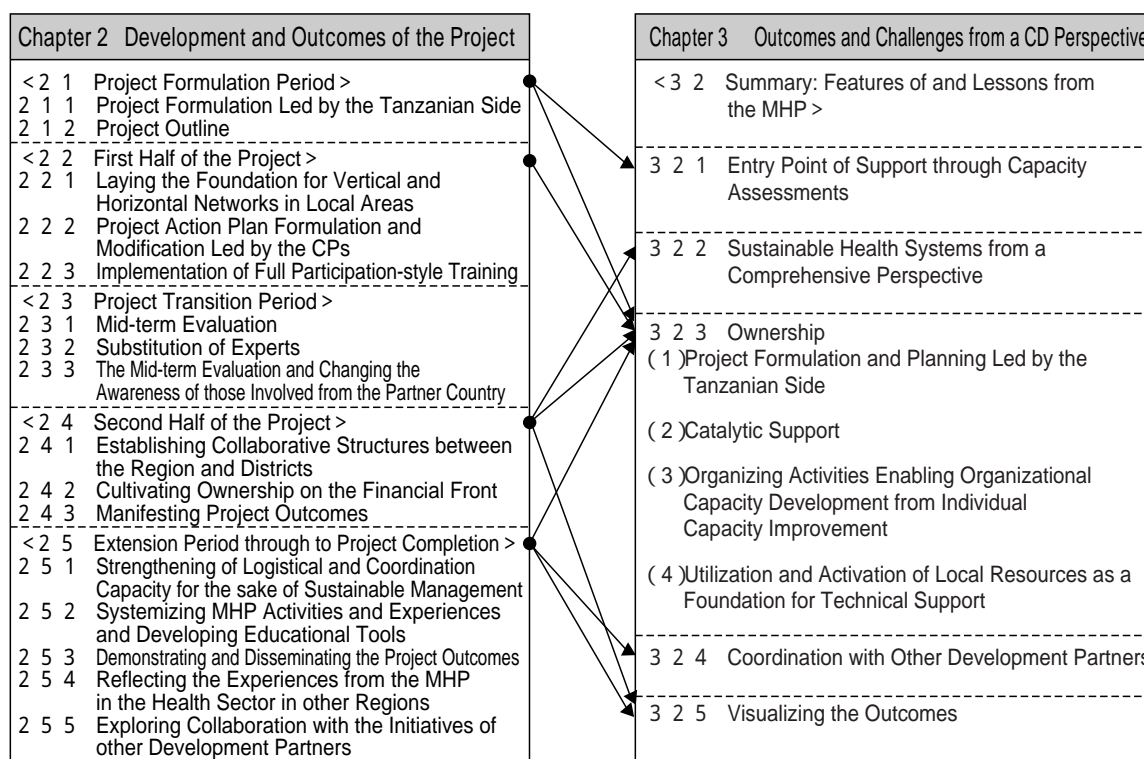 Chapter 2 Development and Outcomes of the Project
<2 1 Project Formulation Period >
2 1 1 Project Formulation Led by the Tanzanian Side
2 1 2 Project Outline
<2 2 First Half of the Project >
2 2 1 Laying the Foundation for Vertical and
Horizontal Networks in Local Areas
2 2 2 Project Action Plan Formulation and
Modification Led by the CPs
2 2 3 Implementation of Full Participation-style Training
<2 3 Project Transition Period >
2 3 1 Mid-term Evaluation
2 3 2 Substitution of Experts
2 3 3 The Mid-term Evaluation and Changing the
Awareness of those Involved from the Partner Country
<2 4 Second Half of the Project >
2 4 1 Establishing Collaborative Structures between
the Region and Districts
2 4 2 Cultivating Ownership on the Financial Front
2 4 3 Manifesting Project Outcomes
<2 5 Extension Period through to Project Completion >
2 5 1 Strengthening of Logistical and Coordination
Capacity for the sake of Sustainable Management
2 5 2 Systemizing MHP Activities and Experiences
and Developing Educational Tools
2 5 3 Demonstrating and Disseminating the Project Outcomes
2 5 4 Reflecting the Experiences from the MHP
in the Health Sector in other Regions
2 5 5 Exploring Collaboration with the Initiatives of
other Development Partners
Chapter 3 Outcomes and Challenges from a CD Perspective
<3 2 Summary: Features of and Lessons from
the MHP >
3 2 1 Entry Point of Support through Capacity
Assessments
3 2 2 Sustainable Health Systems from a
Comprehensive Perspective
3 2 3 Ownership
(1)Project Formulation and Planning Led by the
Tanzanian Side
(2)Catalytic Support
(3)Organizing Activities Enabling Organizational
Capacity Development from Individual
Capacity Improvement
(4)Utilization and Activation of Local Resources as a
Foundation for Technical Support
3 2 4 Coordination with Other Development Partners
3 2 5 Visualizing the Outcomes